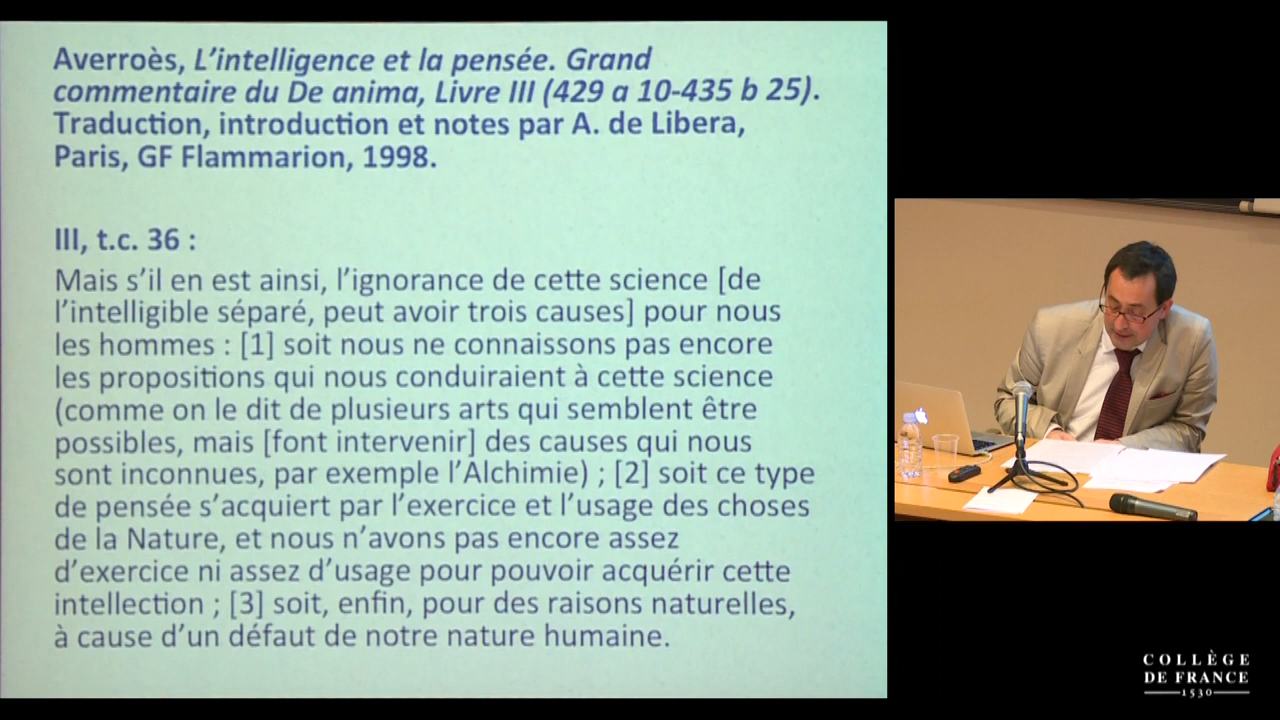 Averroès, L'intelligence et la pensée. Grand
commentaire du De anima, Livre III (429 a 10-435 b 25).
Traduction, introduction et notes par A. de Libera,
Paris, GF Flammarion, 1998.
III, t.c. 36 :
Mais s'il en est ainsi, l'ignorance de cette science [de
l'intelligible séparé, peut avoir trois causes] pour nous
les hommes : [1] soit nous ne connaissons pas encore
les propositions qui nous conduiraient à cette science
(comme on le dit de plusieurs arts qui semblent être
possibles, mais [font intervenir] des causes qui nous
sont inconnues, par exemple l'Alchimie) ; [2] soit ce type
de pensée s'acquiert par l'exercice et l'usage des choses
de la Nature, et nous n'avons pas encore assez
d'exercice ni assez d'usage pour pouvoir acquérir cette
intellection ; [3] soit, enfin, pour des raisons naturelles,
à cause d'un défaut de notre nature humaine.
COLLÈGE
DE FRANCE
1530